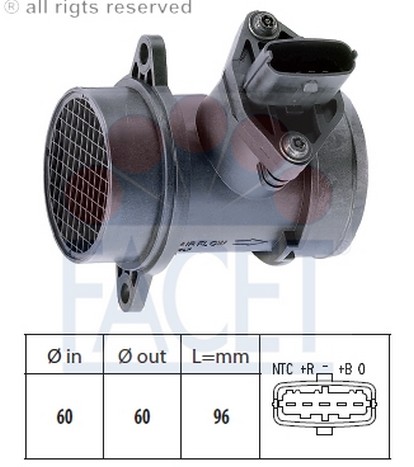 ® all rigts reserved
AIR FLOW
FACET
Ø in Ø out L=mm
NTC +R - +B O
60 60 96